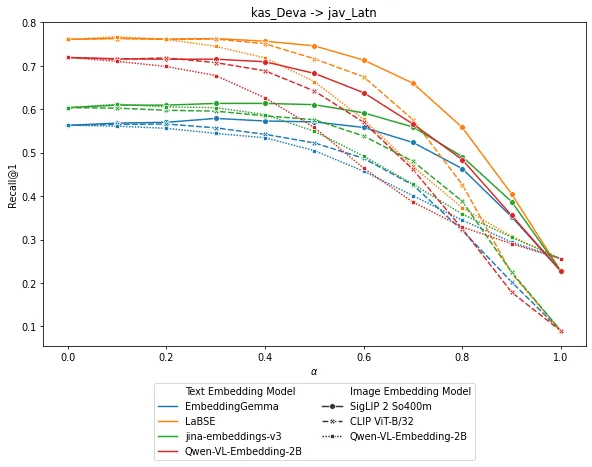 kas_Deva -> jav_Latn
Recall@1
0.8
0.7
0.6
0.5
0.4
0.3
0.2
0.1
0.0
0.2
0.4
0.6
0.8
1.0
α
Text Embedding Model
EmbeddingGemma
LaBSE
jina-embeddings-v3
Qwen-VL-Embedding-2B
Image Embedding Model
SigLIP 2 So400m
CLIP ViT-B/32
Qwen-VL-Embedding-2B